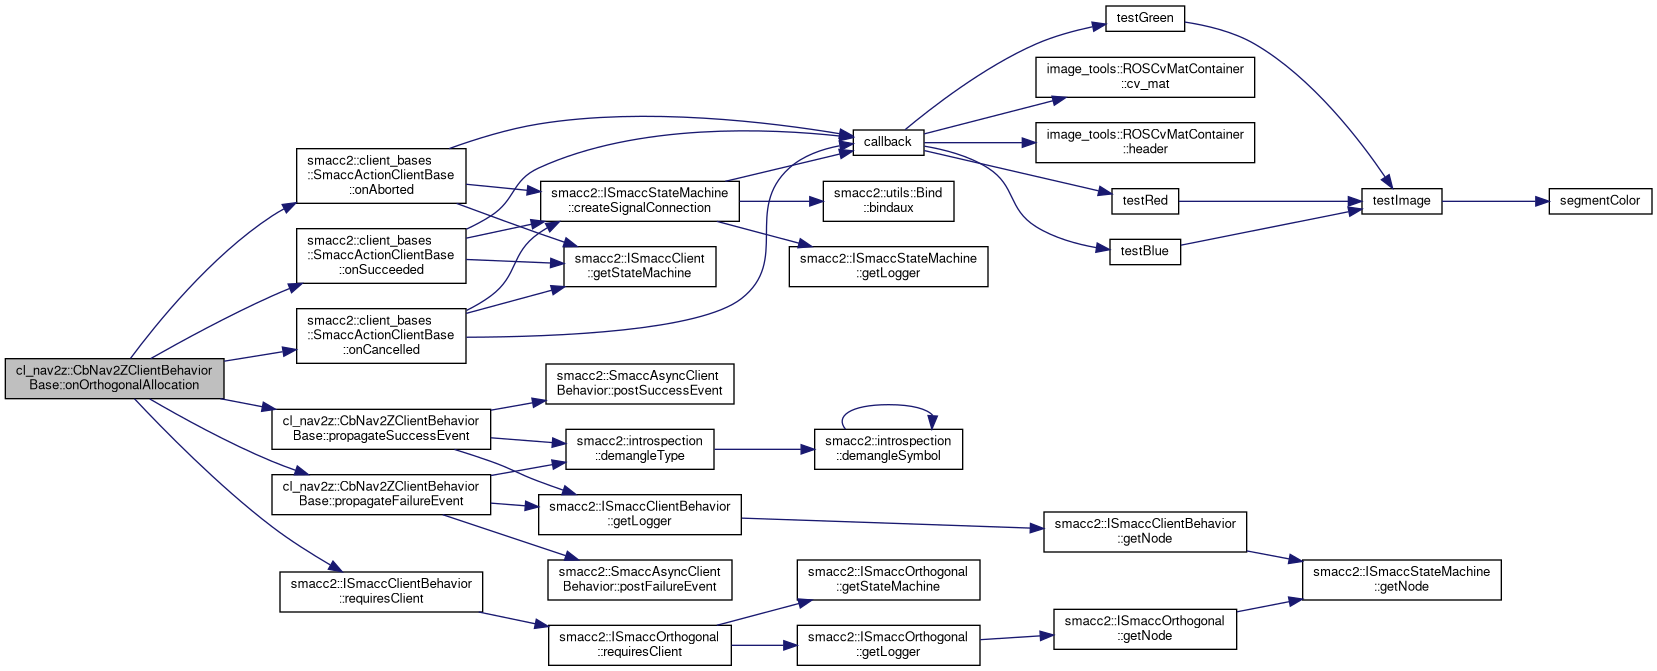 cl_nav2z::CbNav2ZClientBehavior
Base::onOrthogonalAllocation
smacc2::client_bases
::SmaccActionClientBase
::onAborted
smacc2::client_bases
::SmaccActionClientBase
::onSucceeded
smacc2::client_bases
::SmaccActionClientBase
::onCancelled
cl_nav2z::CbNav2ZClientBehavior
Base::propagateSuccessEvent
cl_nav2z::CbNav2ZClientBehavior
Base::propagateFailureEvent
smacc2::ISmaccClientBehavior
::requiresClient
smacc2::ISmaccStateMachine
::createSignalConnection
smacc2::ISmaccClient
::getStateMachine
smacc2::SmaccAsyncClient
Behavior::postSuccessEvent
smacc2::introspection
::demangleType
smacc2::ISmaccClientBehavior
::getLogger
smacc2::SmaccAsyncClient
Behavior::postFailureEvent
smacc2::ISmaccOrthogonal
::requiresClient
callback
smacc2::utils::Bind
::bindaux
smacc2::ISmaccStateMachine
::getLogger
smacc2::introspection
::demangleSymbol
smacc2::ISmaccOrthogonal
::getStateMachine
smacc2::ISmaccOrthogonal
::getLogger
testGreen
image_tools::ROSCvMatContainer
::cv_mat
image_tools::ROSCvMatContainer
::header
testRed
testBlue
smacc2::ISmaccClientBehavior
::getNode
smacc2::ISmaccOrthogonal
::getNode
testImage
smacc2::ISmaccStateMachine
::getNode
segmentColor